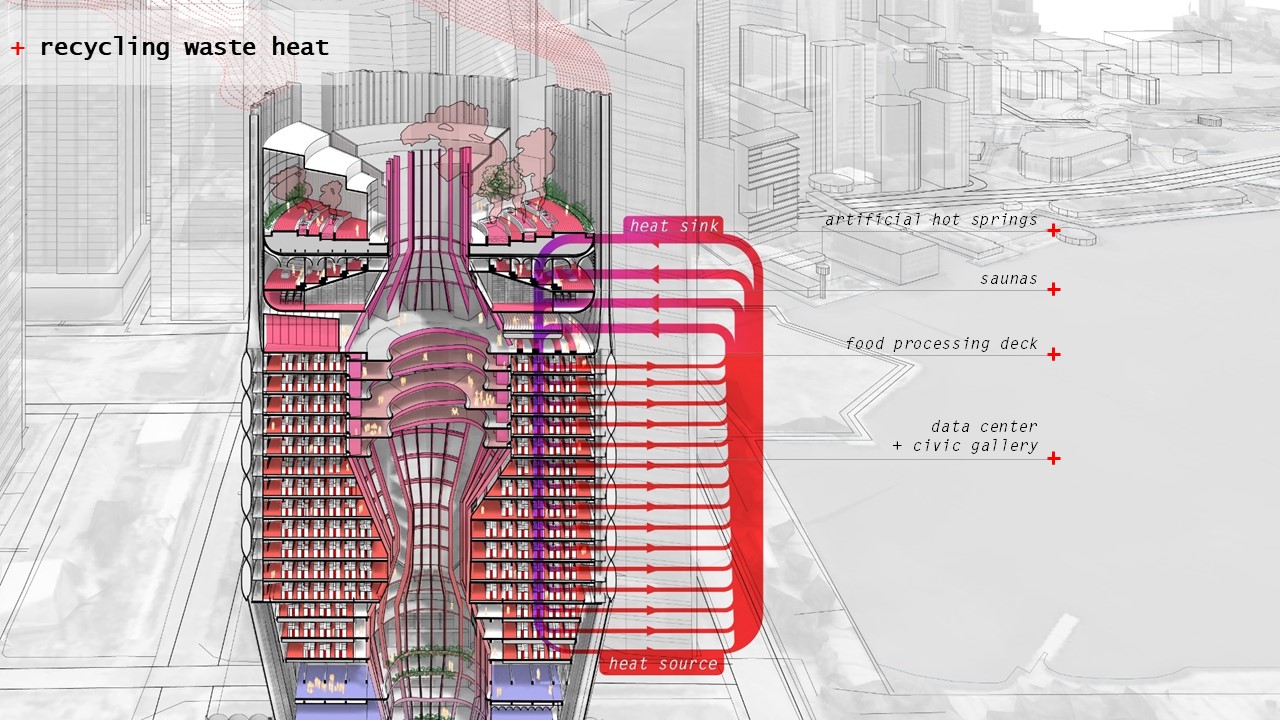 + recycling waste heat
heat sink
artificial hot springs
saunas
food processing deck
data center
+ civic gallery
heat source